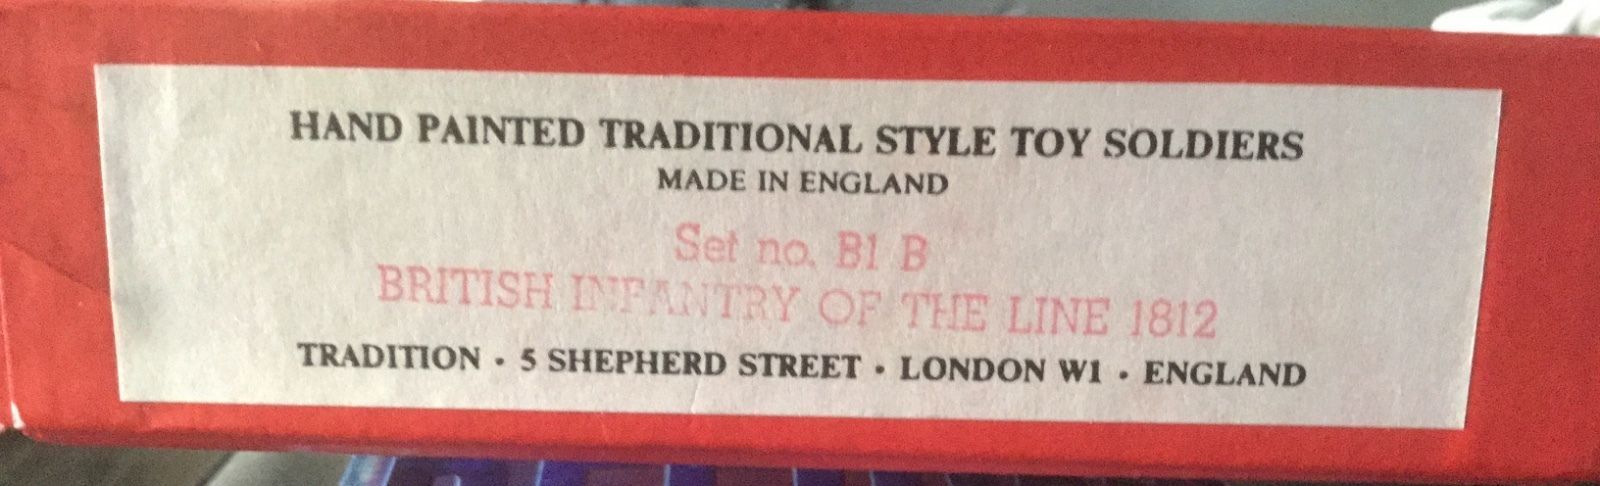 HAND PAINTED TRADITIONAL STYLE TOY SOLDIERS
MADE IN ENGLAND
Set no. B1 B
BRITISH INFANTRY OF THE LINE 1812
TRADITION · 5 SHEPHERD STREET · LONDON W1 · ENGLAND